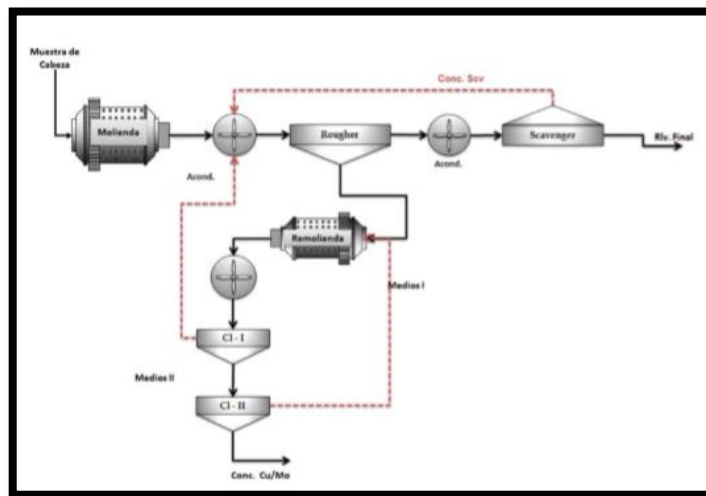 Muestra de
Cabeza
Conc. Scv
Molienda
Rougher
Scavenger
Rlv. Final
Acond.
Acond.
Remolienda
Medios I
Cl - I
Medios II
Cl - II
Conc. Cu/Mo